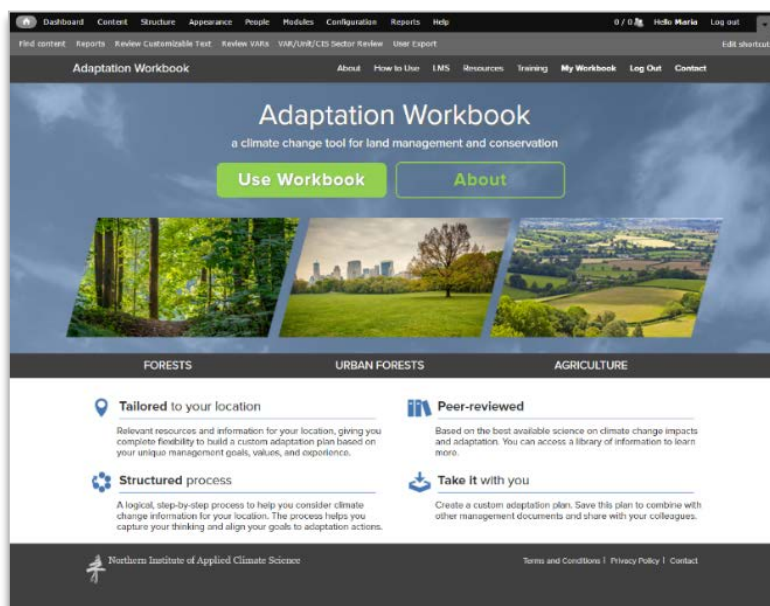 Dashboard Content Structure Appearance People Modules Configuration Reports Help 0 / 0 Hello Maria Log out
Find content Reports Review Customizable Text Review VARs VAR/Unit/CIS Sector Review User Export Edit shortcuts
Adaptation Workbook About How to Use LMS Resources Training My Workbook Log Out Contact
Adaptation Workbook
a climate change tool for land management and conservation
Use Workbook About
FORESTS URBAN FORESTS AGRICULTURE
Tailored to your location
Relevant resources and information for your location, giving you
complete flexibility to build a custom adaptation plan based on
your unique management goals, values, and experience.
Peer-reviewed
Based on the best available science on climate change impacts
and adaptation. You can access a library of information to learn
more.
Structured process
A logical, step-by-step process to help you consider climate
change information for your location. The process helps you
capture your thinking and align your goals to adaptation actions.
Take it with you
Create a custom adaptation plan. Save this plan to combine with
other management documents and share with your colleagues.
Northern Institute of Applied Climate Science
Terms and Conditions | Privacy Policy | Contact